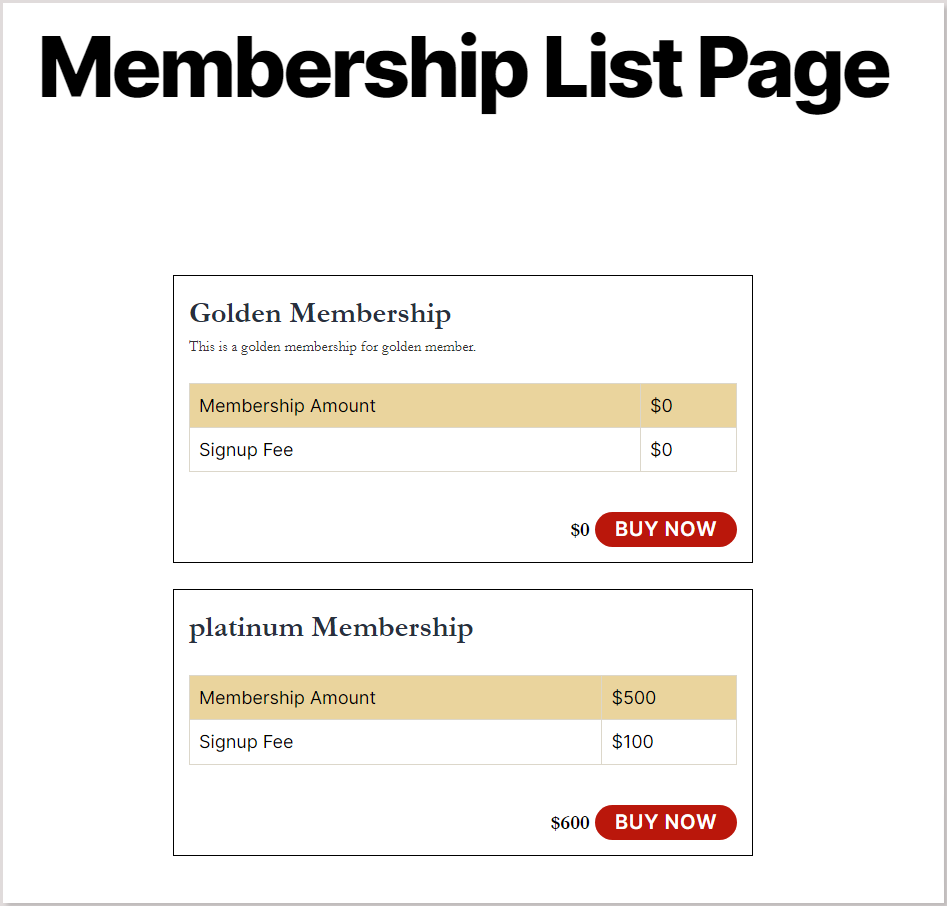 Membership List Page
Golden Membership
This is a golden membership for golden member.
Membership Amount $0
Signup Fee $0
$0 BUY NOW
platinum Membership
Membership Amount $500
Signup Fee $100
$600 BUY NOW